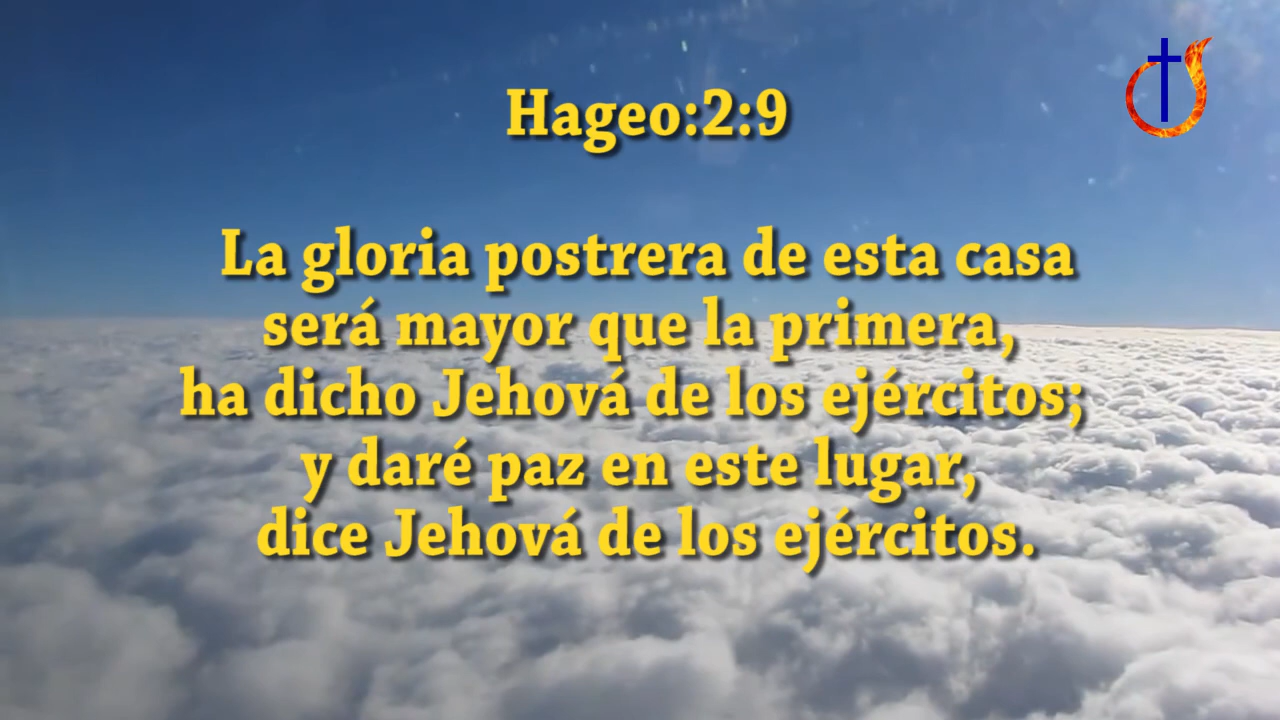 Hageo:2:9
La gloria postrera de esta casa
será mayor que la primera,
ha dicho Jehová de los ejércitos;
y daré paz en este lugar,
dice Jehová de los ejércitos.